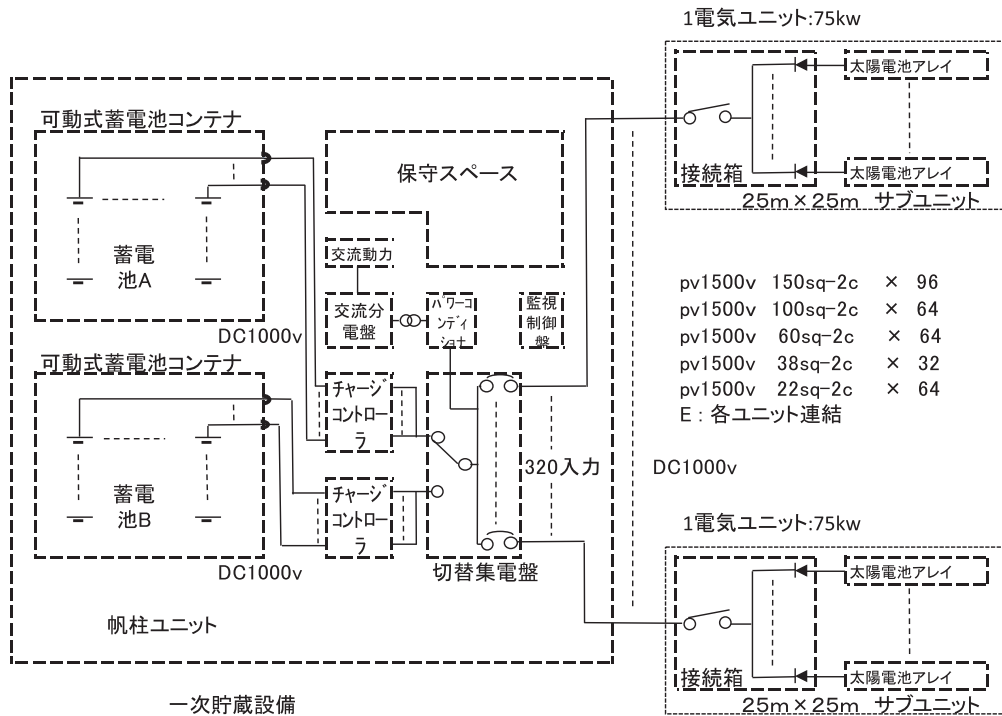 1電気ユニット:75kw
太陽電池アレイ
接続箱
太陽電池アレイ
25m×25m サブユニット
可動式蓄電池コンテナ
蓄電
池A
DC1000v
保守スペース
交流動力
交流分
電盤
パワーコ
ンディ
ショナ
監視
制御
盤
pv1500v 150sq-2c × 96
pv1500v 100sq-2c × 64
pv1500v 60sq-2c × 64
pv1500v 38sq-2c × 32
pv1500v 22sq-2c × 64
E : 各ユニット連結
可動式蓄電池コンテナ
蓄電
池B
DC1000v
チャージ
コントロー
ラ
チャージ
コントロー
ラ
320入力
切替集電盤
DC1000v
帆柱ユニット
一次貯蔵設備
1電気ユニット:75kw
太陽電池アレイ
接続箱
太陽電池アレイ
25m×25m サブユニット